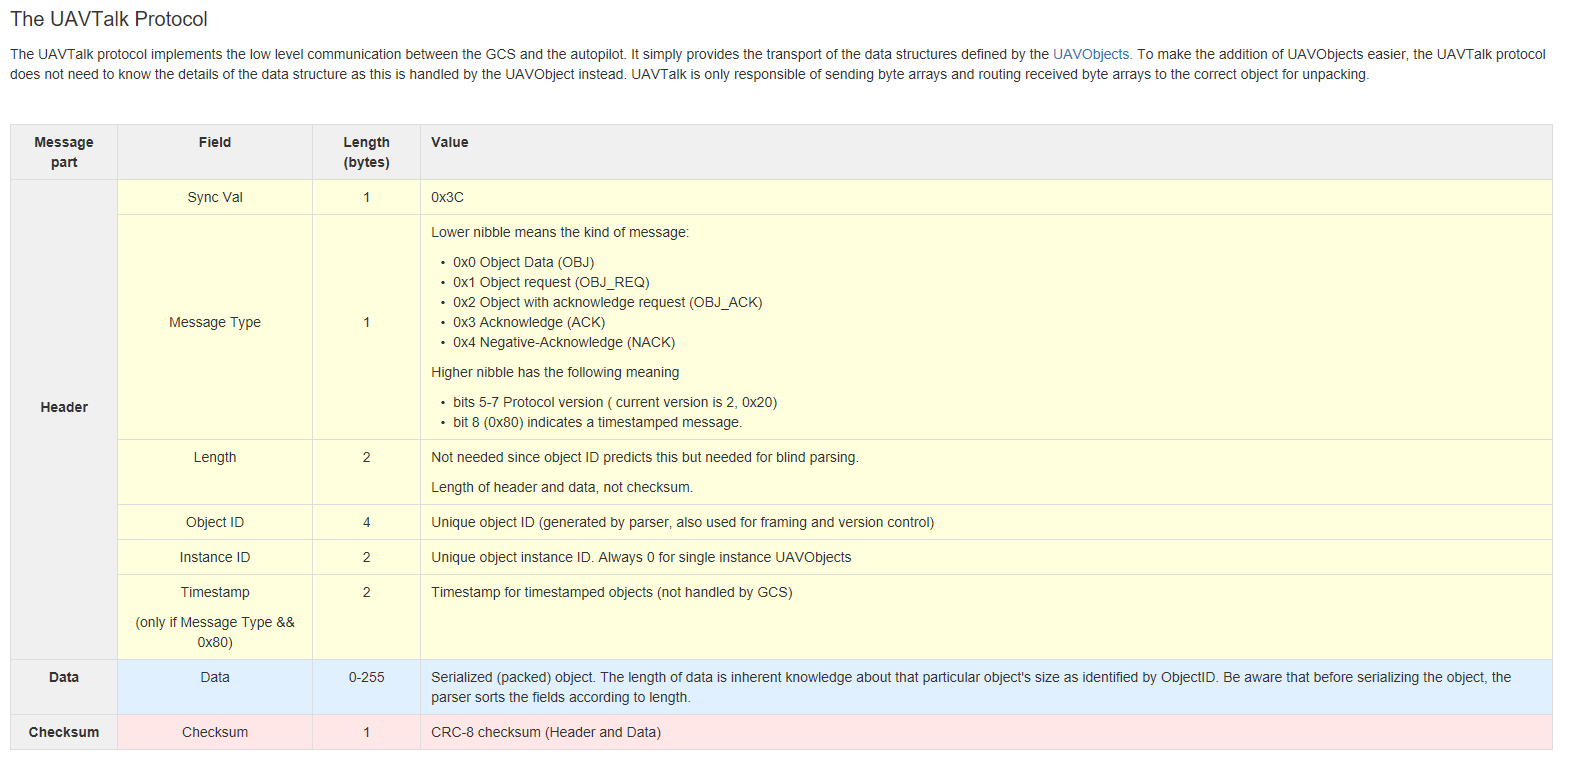 The UAVTalk Protocol
The UAVTalk protocol implements the low level communication between the GCS and the autopilot. It simply provides the transport of the data structures defined by the UAVObjects. To make the addition of UAVObjects easier, the UAVTalk protocol
does not need to know the details of the data structure as this is handled by the UAVObject instead. UAVTalk is only responsible of sending byte arrays and routing received byte arrays to the correct object for unpacking.
Message Field Length Value
part (bytes)
Sync Val 1 0x3C
Lower nibble means the kind of message:
• 0x0 Object Data (OBJ)
• 0x1 Object request (OBJ_REQ)
• 0x2 Object with acknowledge request (OBJ_ACK)
Message Type 1 • 0x3 Acknowledge (ACK)
• 0x4 Negative-Acknowledge (NACK)
Higher nibble has the following meaning
Header • bits 5-7 Protocol version ( current version is 2, 0x20)
• bit 8 (0x80) indicates a timestamped message.
Length 2 Not needed since object ID predicts this but needed for blind parsing.
Length of header and data, not checksum.
Object ID 4 Unique object ID (generated by parser, also used for framing and version control)
Instance ID 2 Unique object instance ID. Always 0 for single instance UAVObjects
Timestamp 2 Timestamp for timestamped objects (not handled by GCS)
(only if Message Type &&
0x80)
Data Data 0-255 Serialized (packed) object. The length of data is inherent knowledge about that particular object's size as identified by ObjectID. Be aware that before serializing the object, the
parser sorts the fields according to length.
Checksum Checksum 1 CRC-8 checksum (Header and Data)